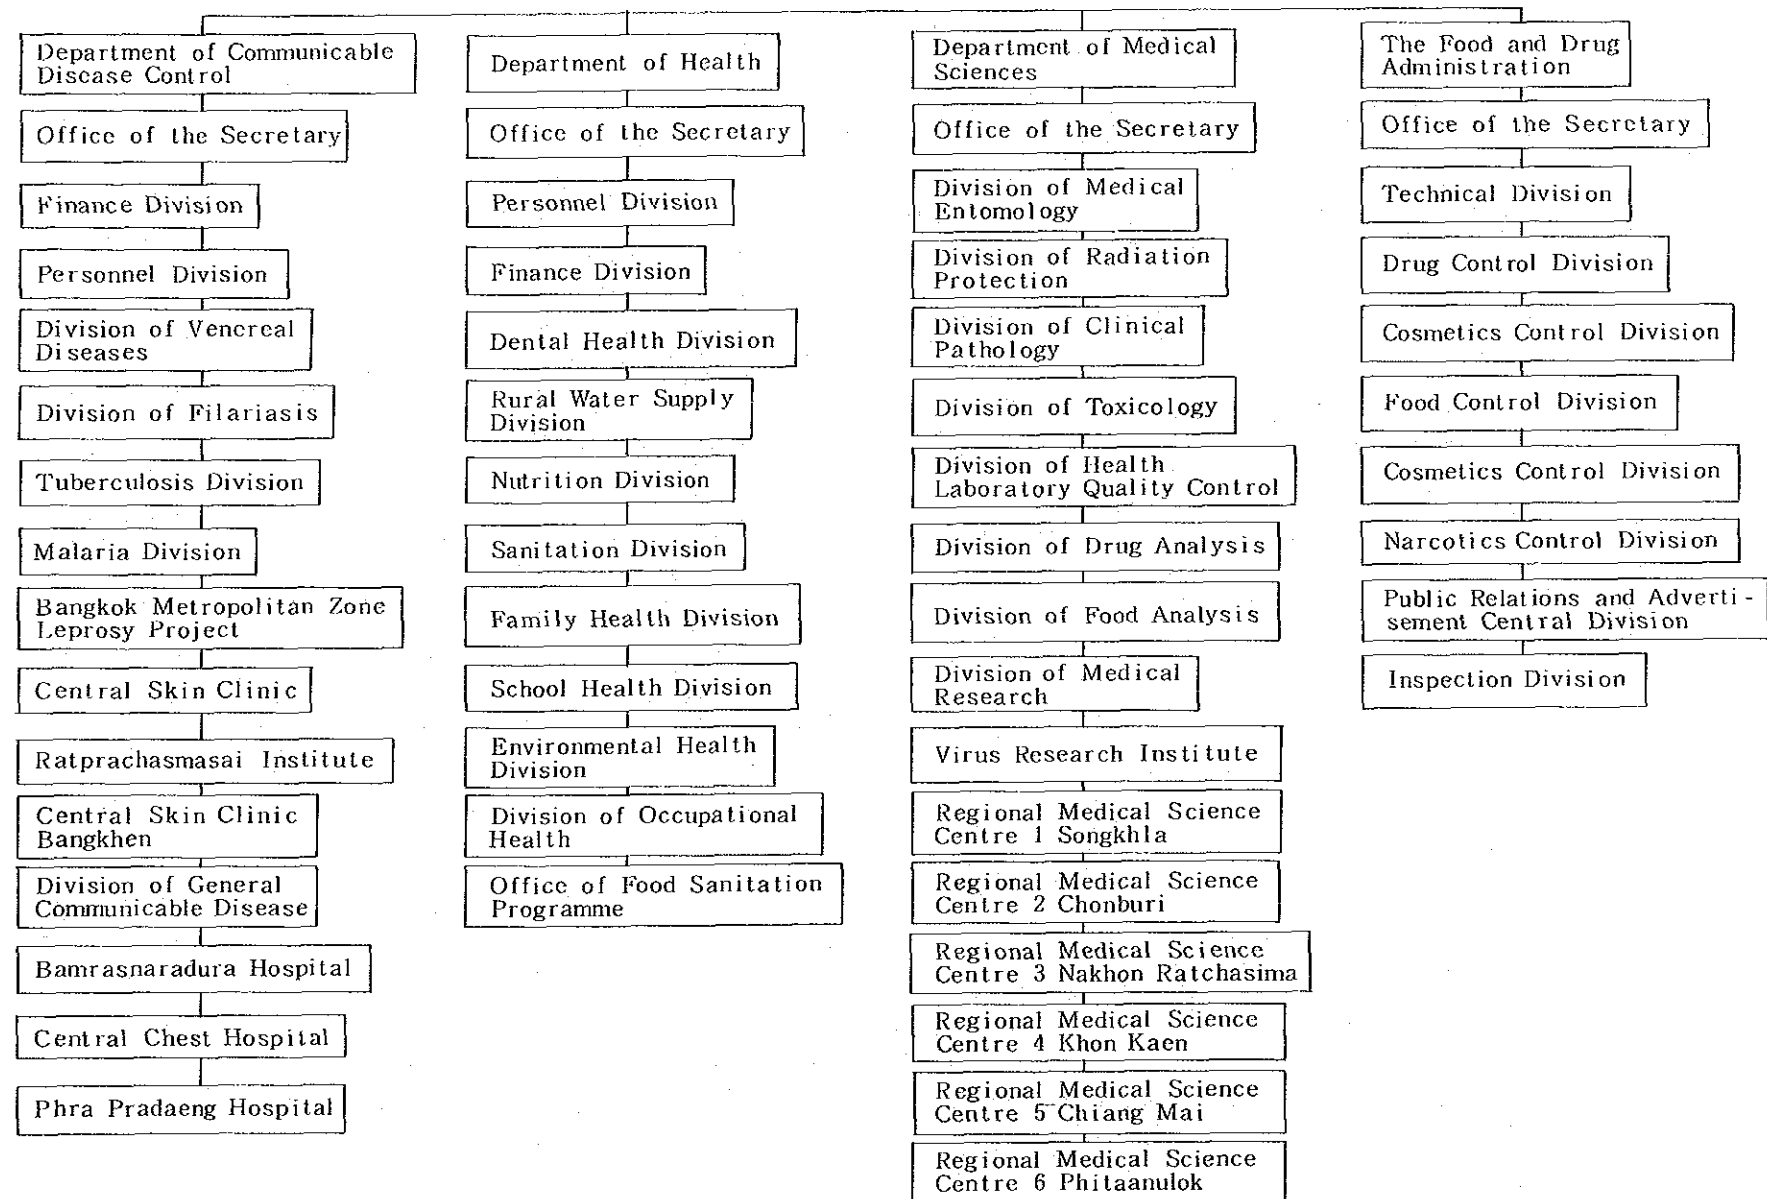 Department of Communicable
Disease Control
Office of the Secretary
Finance Division
Personnel Division
Division of Venereal
Diseases
Division of Filariasis
Tuberculosis Division
Malaria Division
Bangkok Metropolitan Zone
Leprosy Project
Central Skin Clinic
Ratprachasmasai Institute
Central Skin Clinic
Bangkhen
Division of General
Communicable Disease
Bamrasnaradura Hospital
Central Chest Hospital
Phra Pradaeng Hospital
Department of Health
Office of the Secretary
Personnel Division
Finance Division
Dental Health Division
Rural Water Supply
Division
Nutrition Division
Sanitation Division
Family Health Division
School Health Division
Environmental Health
Division
Division of Occupational
Health
Office of Food Sanitation
Programme
Department of Medical
Sciences
Office of the Secretary
Division of Medical
Entomology
Division of Radiation
Protection
Division of Clinical
Pathology
Division of Toxicology
Division of Health
Laboratory Quality Control
Division of Drug Analysis
Division of Food Analysis
Division of Medical
Research
Virus Research Institute
Regional Medical Science
Centre 1 Songkhla
Regional Medical Science
Centre 2 Chonburi
Regional Medical Science
Centre 3 Nakhon Ratchasima
Regional Medical Science
Centre 4 Khon Kaen
Regional Medical Science
Centre 5 Chiang Mai
Regional Medical Science
Centre 6 Phitaanulok
The Food and Drug
Administration
Office of the Secretary
Technical Division
Drug Control Division
Cosmetics Control Division
Food Control Division
Cosmetics Control Division
Narcotics Control Division
Public Relations and Adverti-
sement Central Division
Inspection Division